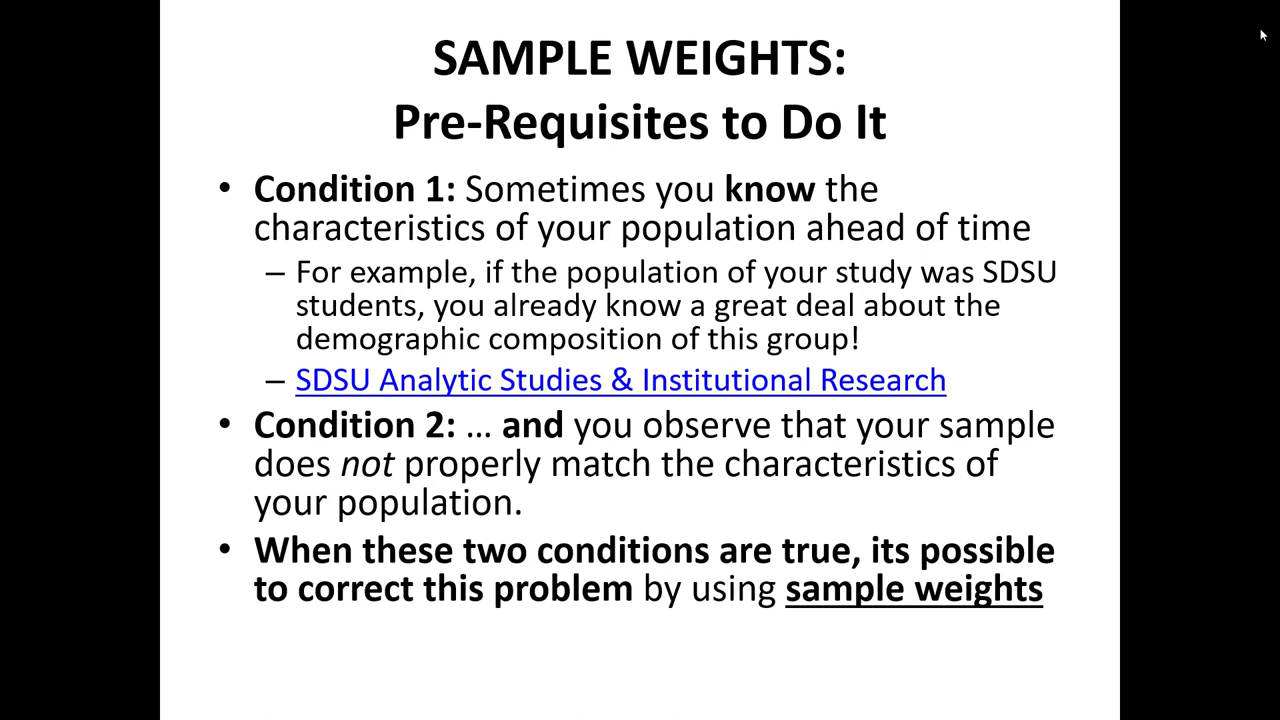 SAMPLE WEIGHTS:
Pre-Requisites to Do It
• Condition 1: Sometimes you know the
characteristics of your population ahead of time
– For example, if the population of your study was SDSU
students, you already know a great deal about the
demographic composition of this group!
– SDSU Analytic Studies & Institutional Research
• Condition 2: ... and you observe that your sample
does not properly match the characteristics of
your population.
• When these two conditions are true, its possible
to correct this problem by using sample weights